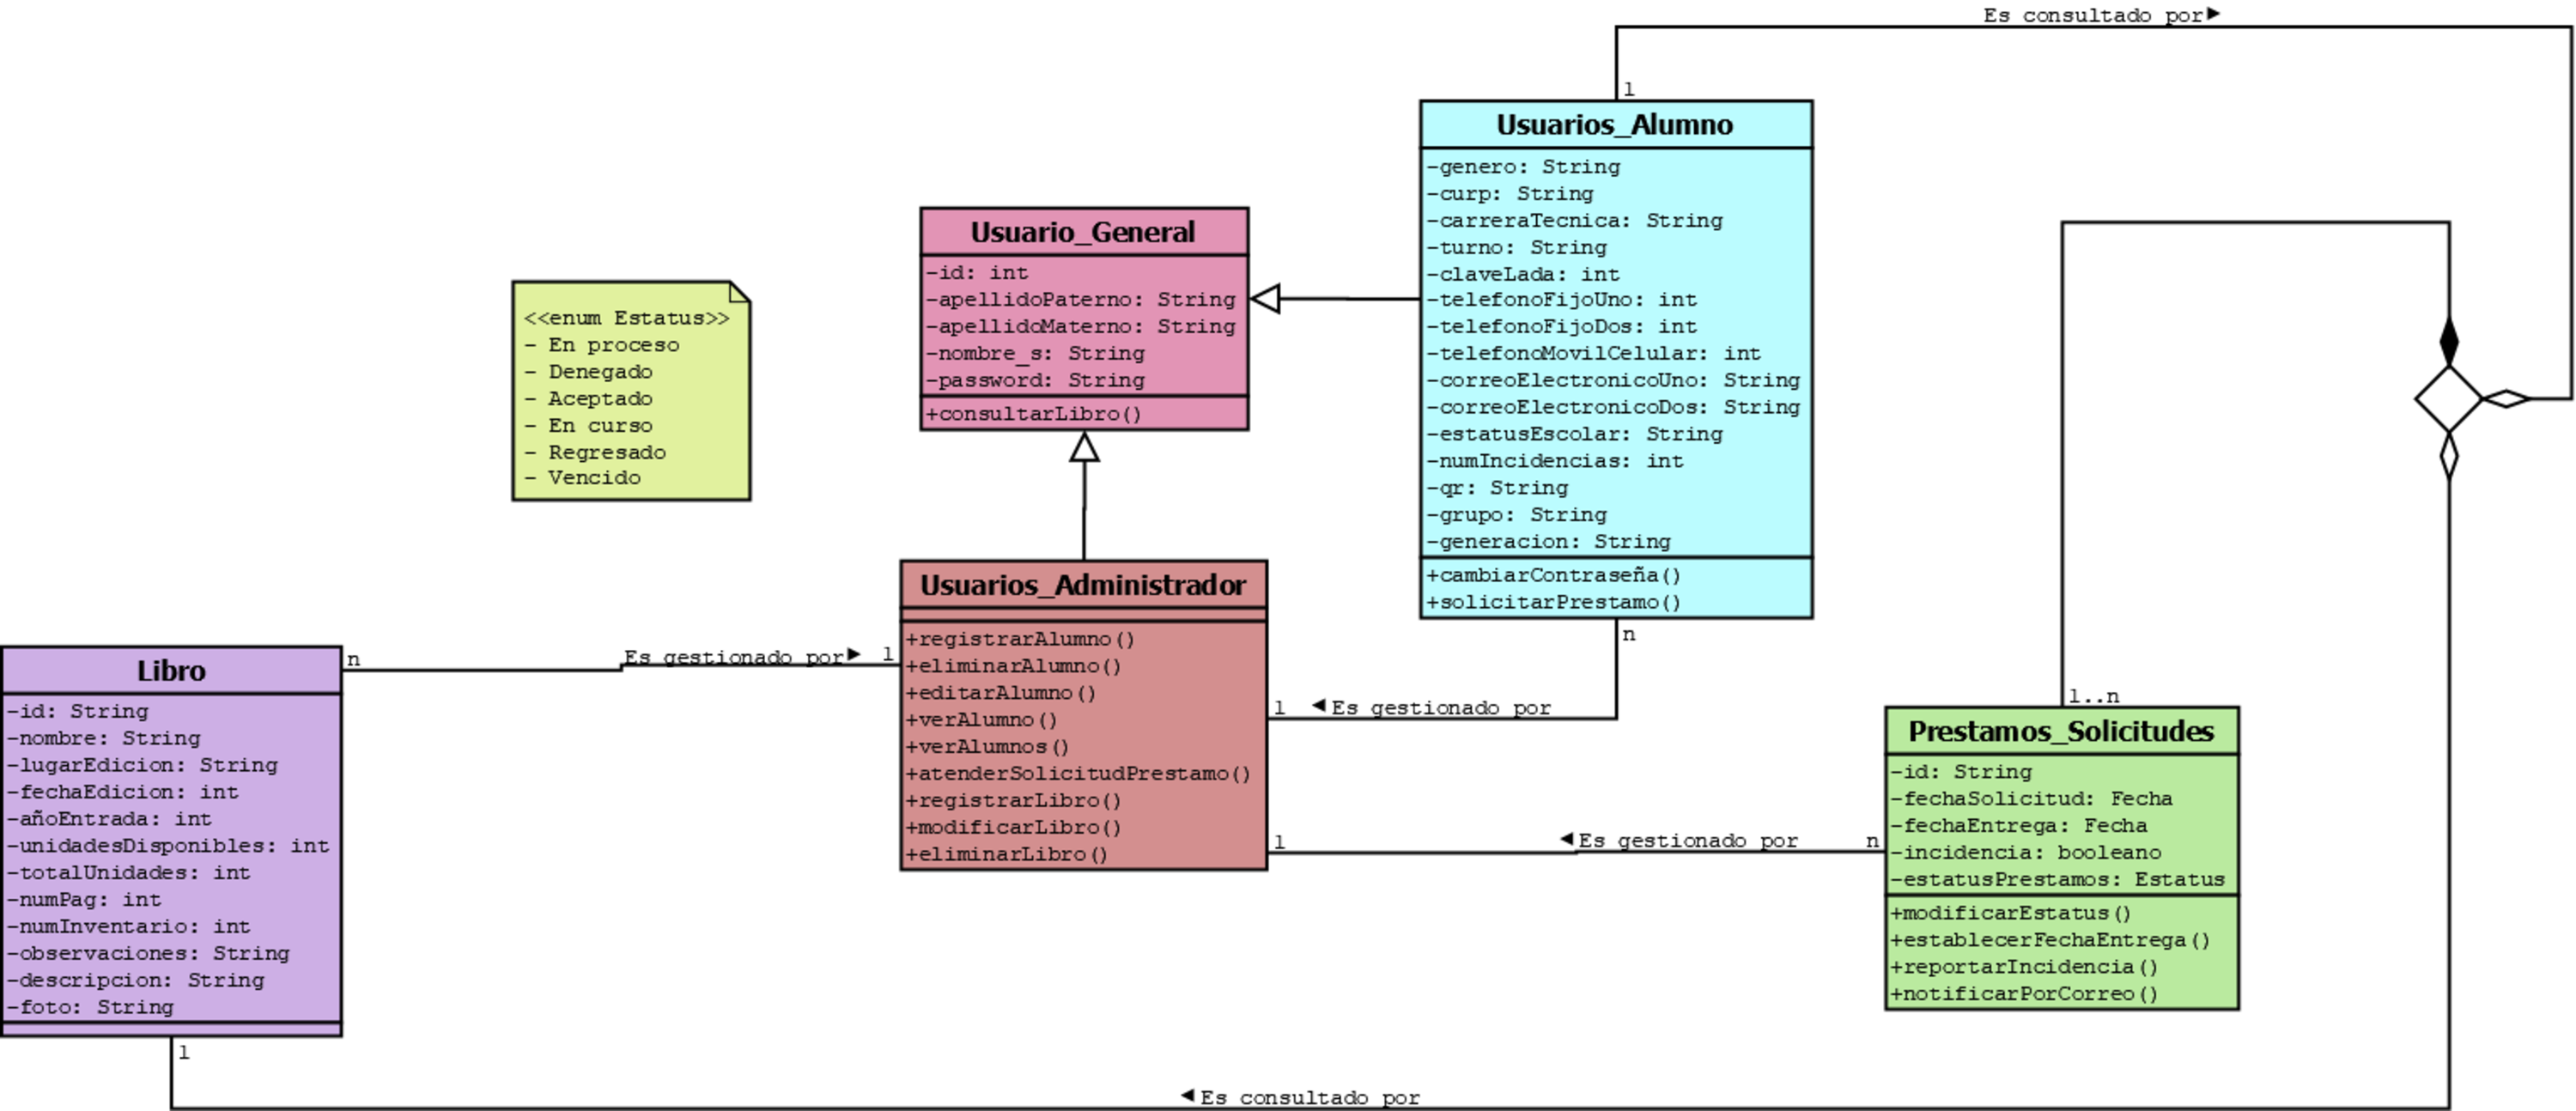 Es consultado por►
1
Usuarios_Alumno
-genero: String
-curp: String
-carreraTecnica: String
-turno: String
-claveLada: int
-telefonoFijoUno: int
-telefonoFijoDos: int
-telefonoMovilCelular: int
-correoElectronicoUno: String
-correoElectronicoDos: String
-estatusEscolar: String
-numIncidencias: int
-qr: String
-grupo: String
-generacion: String
+cambiarContraseña()
+solicitarPrestamo()
n
Usuario_General
-id: int
-apellidoPaterno: String
-apellidoMaterno: String
-nombre_s: String
-password: String
+consultarLibro()
<<enum Estatus>>
- En proceso
- Denegado
- Aceptado
- En curso
- Regresado
- Vencido
Usuarios_Administrador
+registrarAlumno()
+eliminarAlumno()
+editarAlumno()
+verAlumno()
+verAlumnos()
+atenderSolicitudPrestamo()
+registrarLibro()
+modificarLibro()
+eliminarLibro()
n
Es gestionado por►
1
1
◄Es gestionado por
1
◄Es gestionado por
n
Libro
-id: String
-nombre: String
-lugarEdicion: String
-fechaEdicion: int
-añoEntrada: int
-unidadesDisponibles: int
-totalUnidades: int
-numPag: int
-numInventario: int
-observaciones: String
-descripcion: String
-foto: String
1
1..n
Prestamos_Solicitudes
-id: String
-fechaSolicitud: Fecha
-fechaEntrega: Fecha
-incidencia: booleano
-estatusPrestamos: Estatus
+modificarEstatus()
+establecerFechaEntrega()
+reportarIncidencia()
+notificarPorCorreo()
◄Es consultado por